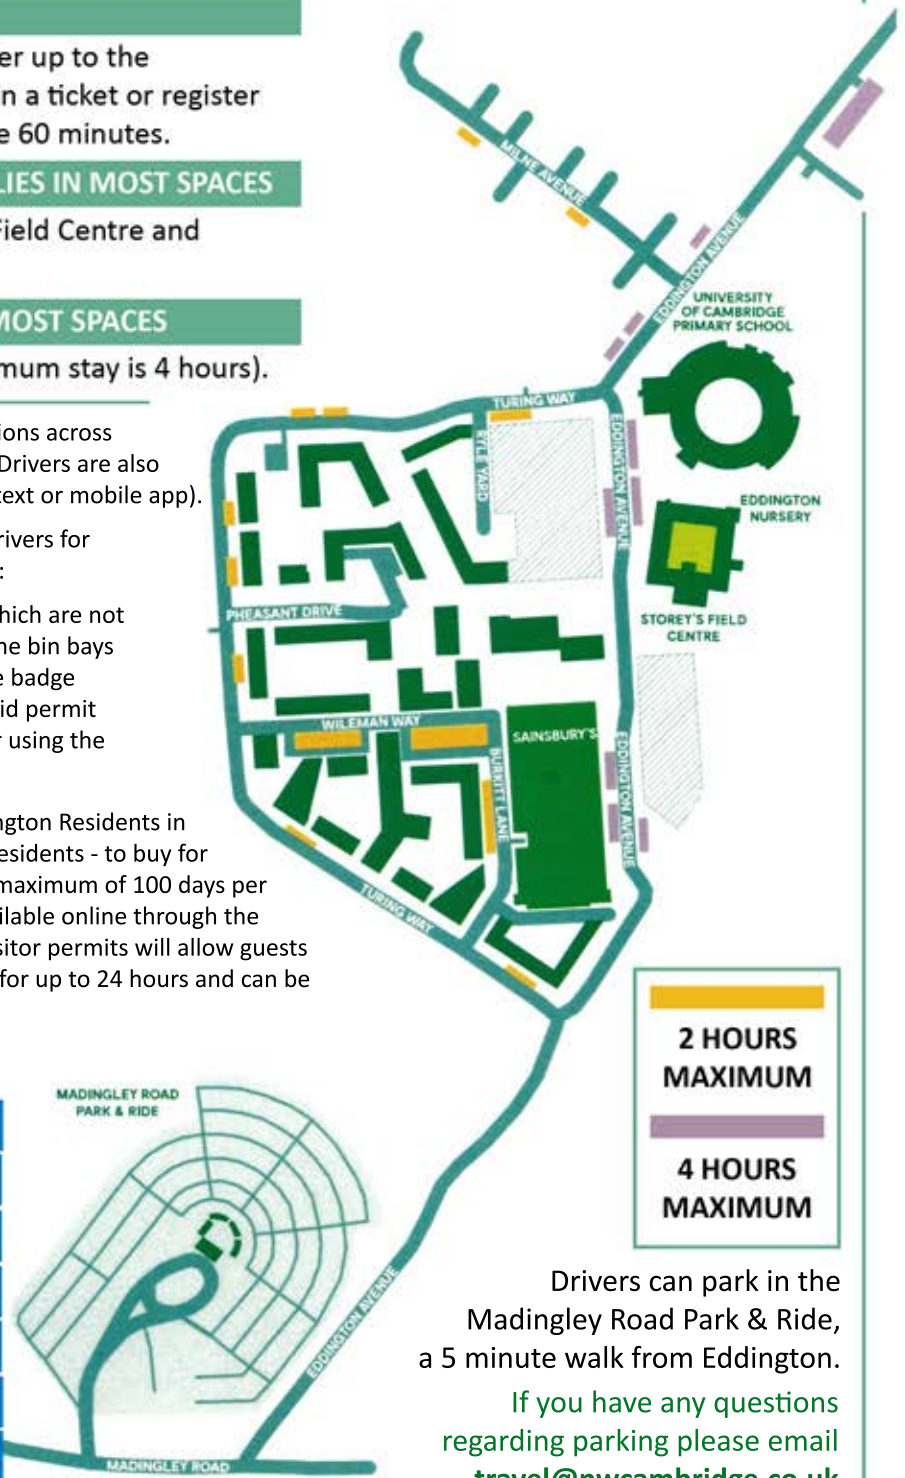 er up to the
n a ticket or register
e 60 minutes.
LIES IN MOST SPACES
Field Centre and
MOST SPACES
mum stay is 4 hours).
ions across
Drivers are also
text or mobile app).
rivers for
:
hich are not
he bin bays
e badge
id permit
r using the
ngton Residents in
esidents - to buy for
maximum of 100 days per
ailable online through the
sitor permits will allow guests
for up to 24 hours and can be
MILNE AVENUE
EDDINGTON AVENUE
UNIVERSITY
OF CAMBRIDGE
PRIMARY SCHOOL
TURING WAY
RYLE YARD
EDDINGTON AVENUE
EDDINGTON
NURSERY
PHEASANT DRIVE
STOREY'S FIELD
CENTRE
WILEMAN WAY
SAINSBURY'S
BURKITT LANE
EDDINGTON AVENUE
TURING WAY
2 HOURS
MAXIMUM
4 HOURS
MAXIMUM
MADINGLEY ROAD
PARK & RIDE
EDDINGTON AVENUE
MADINGLEY ROAD
Drivers can park in the
Madingley Road Park & Ride,
a 5 minute walk from Eddington.
If you have any questions
regarding parking please email
travel@nwcambridge.co.uk